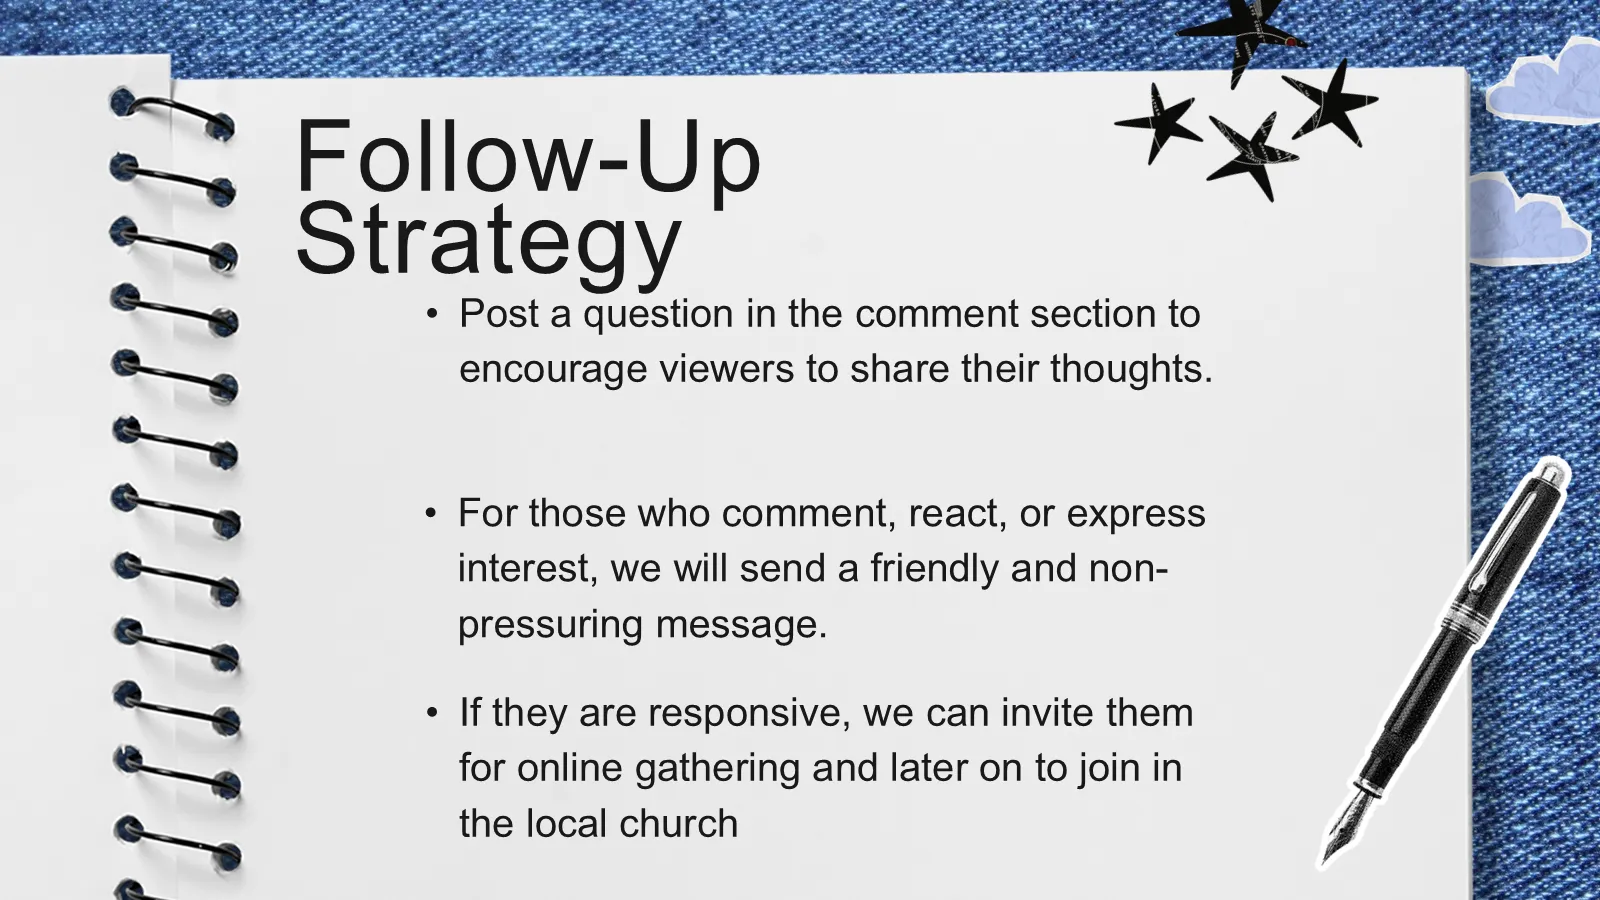 Follow-Up
Strategy
• Post a question in the comment section to
encourage viewers to share their thoughts.
• For those who comment, react, or express
interest, we will send a friendly and non-
pressuring message.
• If they are responsive, we can invite them
for online gathering and later on to join in
the local church